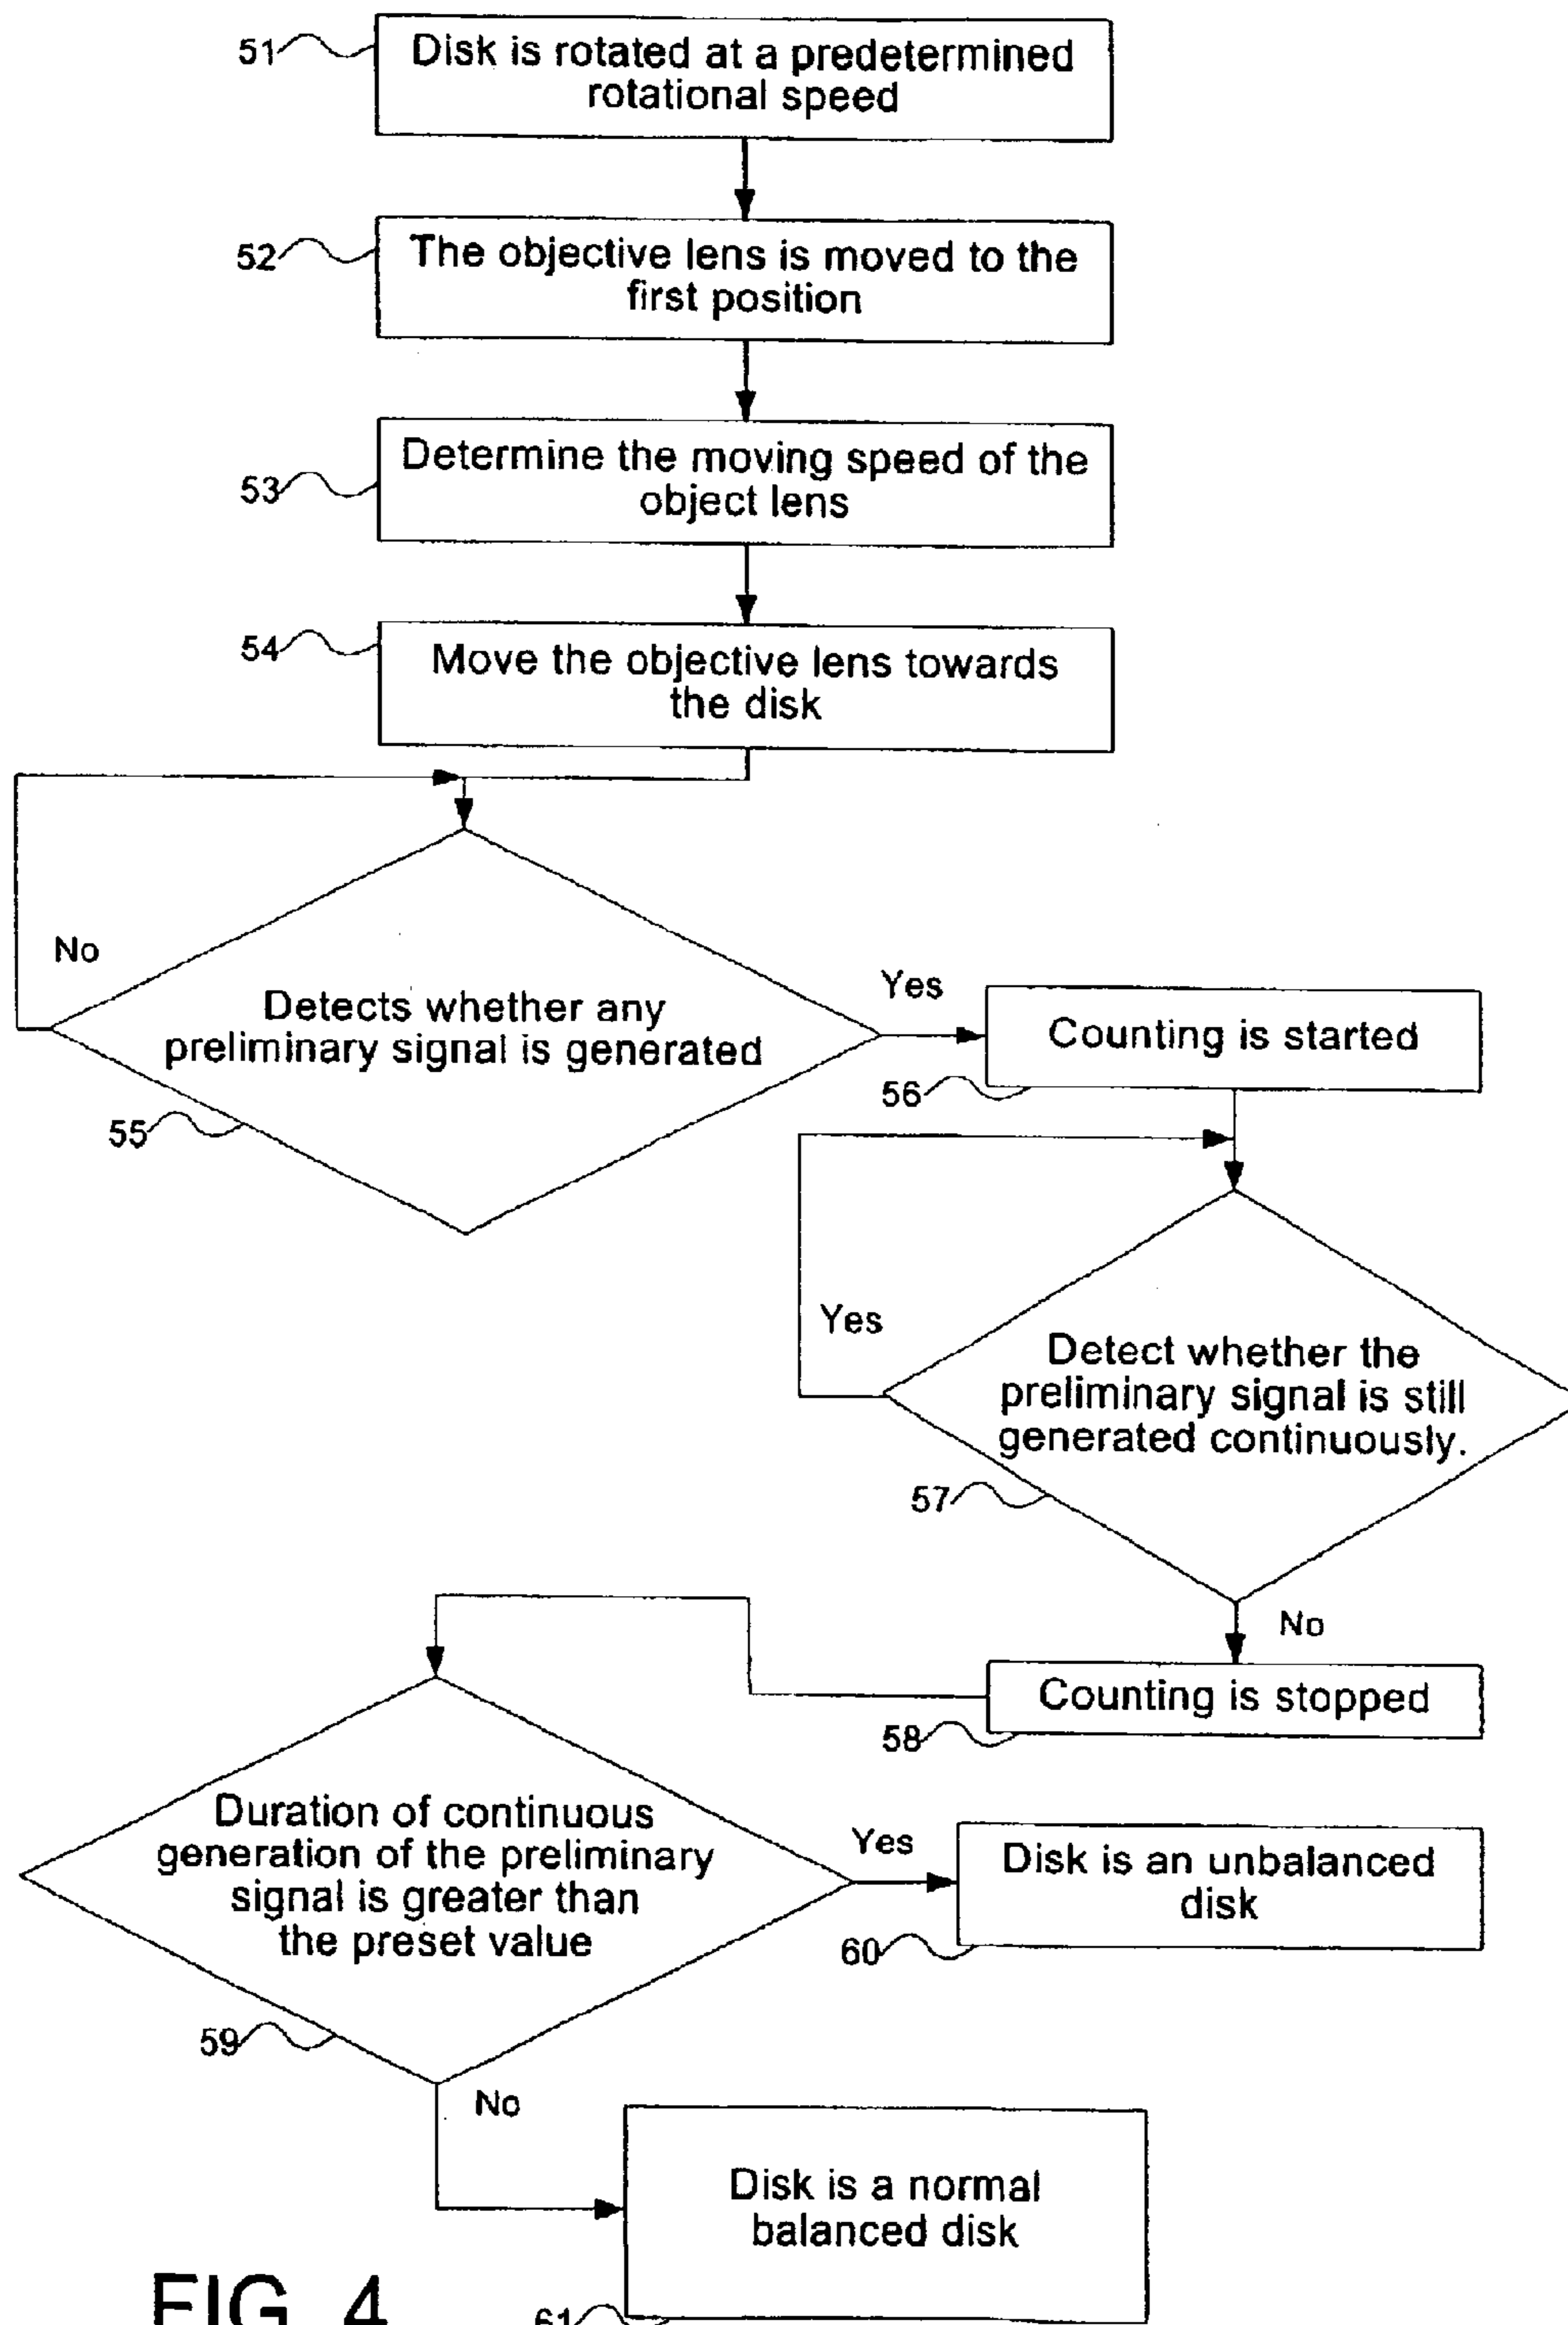 51
Disk is rotated at a predetermined
rotational speed
52
The objective lens is moved to the
first position
53
Determine the moving speed of the
object lens
54
Move the objective lens towards
the disk
No
Detects whether any
preliminary signal is generated
55
Yes
Counting is started
56
Yes
Detect whether the
preliminary signal is still
generated continuously.
57
No
Counting is stopped
58
Duration of continuous
generation of the preliminary
signal is greater than
the preset value
59
Yes
Disk is an unbalanced
disk
60
No
Disk is a normal
balanced disk
61
FIG. 4